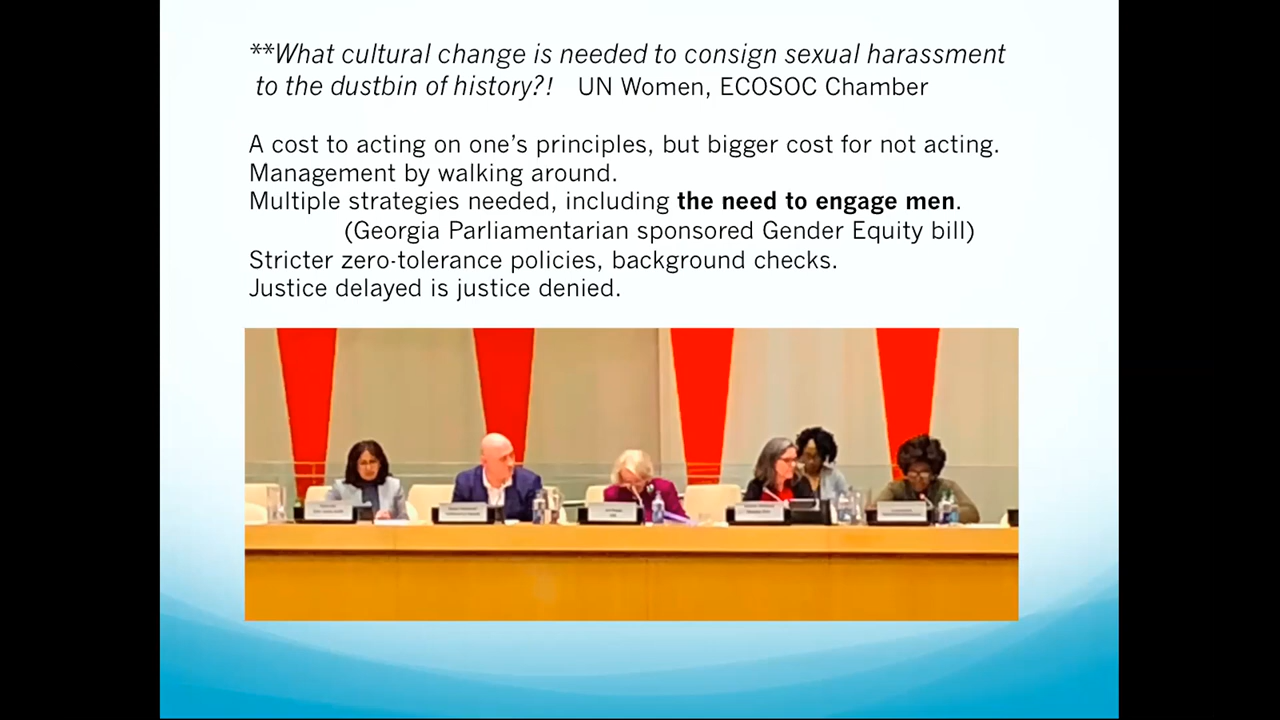 **What cultural change is needed to consign sexual harassment
to the dustbin of history?! UN Women, ECOSOC Chamber
A cost to acting on one’s principles, but bigger cost for not acting.
Management by walking around.
Multiple strategies needed, including the need to engage men.
(Georgia Parliamentarian sponsored Gender Equity bill)
Stricter zero-tolerance policies, background checks.
Justice delayed is justice denied.